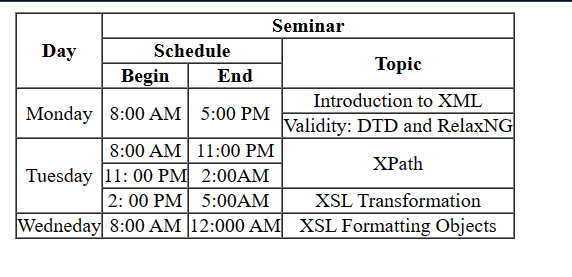 Seminar
Day
Schedule
Topic
Begin End
Monday 8:00 AM 5:00 PM
Introduction to XML
Validity: DTD and RelaxNG
Tuesday
8:00 AM 11:00 PM
XPath
11: 00 PM 2:00AM
2: 00 PM 5:00AM XSL Transformation
Wedneday 8:00 AM 12:000 AM XSL Formatting Objects